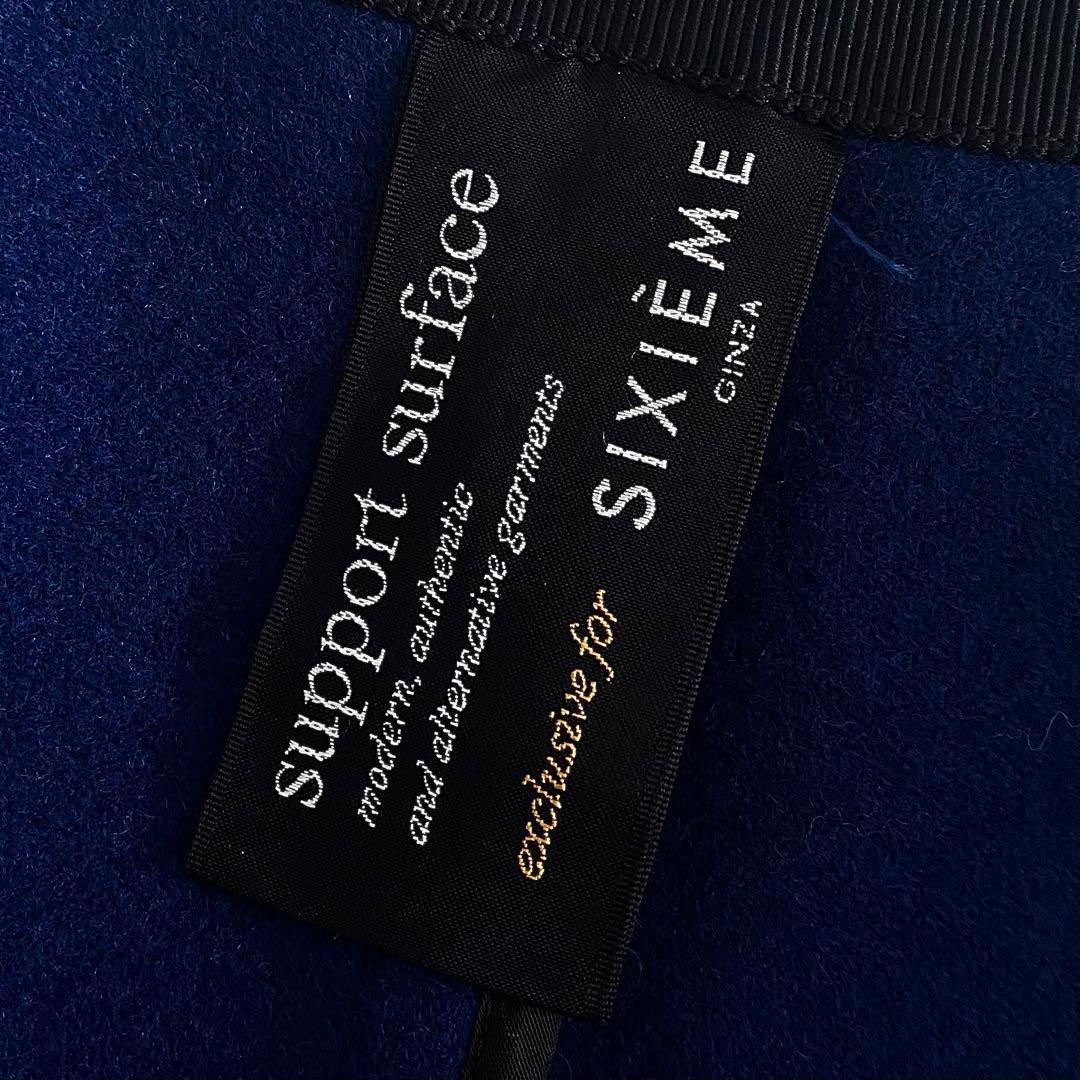 support surface
modern, authentic
and alternative garments
exclusive for
SIXIÈME
GINZA